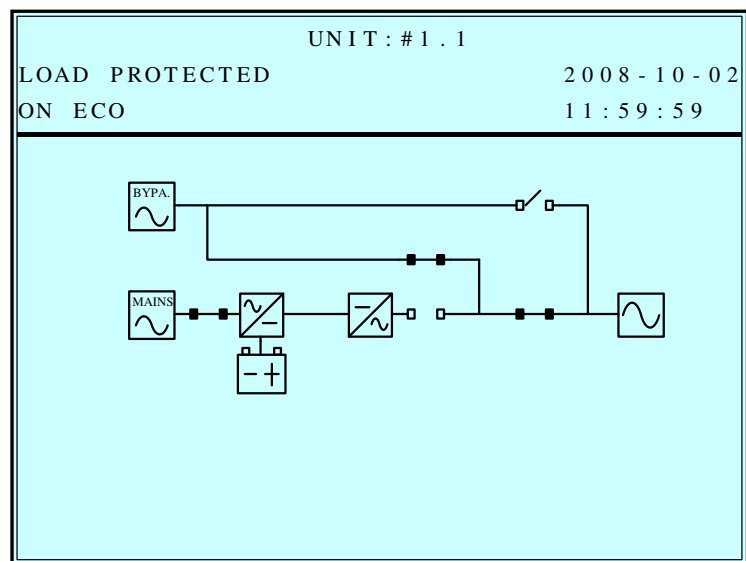 UNIT:#1.1
LOAD PROTECTED 2008-10-02
ON ECO 11:59:59
BYPA.
MAINS